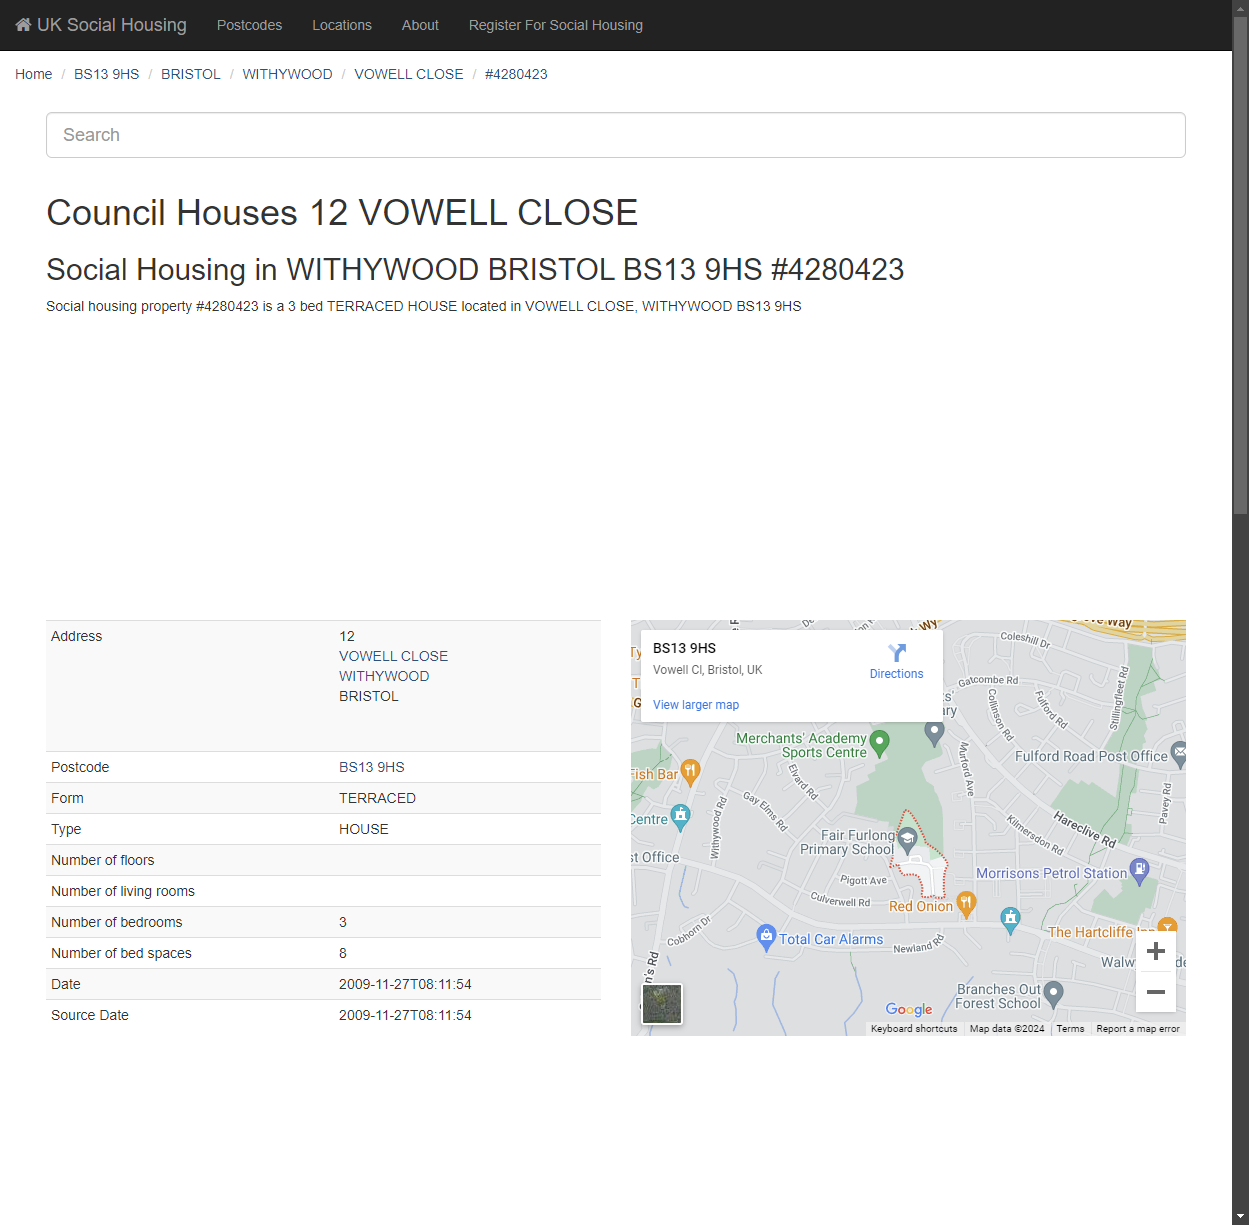 UK Social Housing Postcodes Locations About Register For Social Housing
Home / BS13 9HS / BRISTOL / WITHYWOOD / VOWELL CLOSE / #4280423
Search
Council Houses 12 VOWELL CLOSE
Social Housing in WITHYWOOD BRISTOL BS13 9HS #4280423
Social housing property #4280423 is a 3 bed TERRACED HOUSE located in VOWELL CLOSE, WITHYWOOD BS13 9HS
Address 12
VOWELL CLOSE
WITHYWOOD
BRISTOL
Postcode BS13 9HS
Form TERRACED
Type HOUSE
Number of floors
Number of living rooms
Number of bedrooms 3
Number of bed spaces 8
Date 2009-11-27T08:11:54
Source Date 2009-11-27T08:11:54
BS13 9HS
Vowell Cl, Bristol, UK
Directions
View larger map
Way
Coleshill Dr
Gatcombe Rd
Collinson Rd
Fulford Rd
Stillingfleet Rd
Merchants' Academy
Sports Centre
Fulford Road Post Office
Fish Bar
Elvard Rd
Murford Ave
Gay Elms Rd
Pavey Rd
Centre
Withywood Rd
Hareclive Rd
Kilmersdon Rd
Fair Furlong
Primary School
st Office
Morrisons Petrol Station
Pigott Ave
Culverwell Rd
Red Onion
Cobhorn Dr
Total Car Alarms
Newland Rd
The Hartcliffe Inn
Walw
Branches Out
Forest School
Google
Keyboard shortcuts Map data ©2024 Terms Report a map error